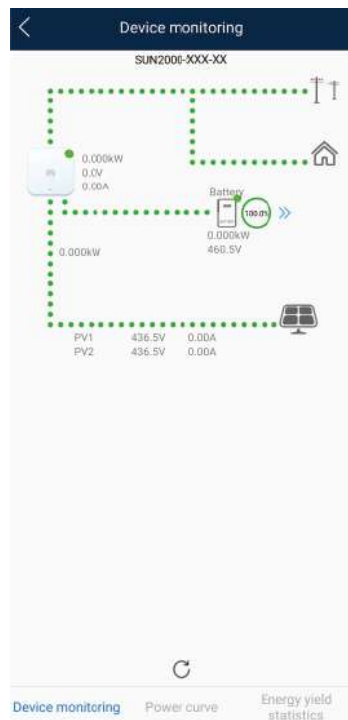 Device monitoring
SUN2000-XXX-XX
0.000kW
0.0V
0.00A
Battery
100.0%
0.000kW
460.5V
0.000kW
PV1 436.5V 0.00A
PV2 436.5V 0.00A
Device monitoring
Power curve
Energy yield
statistics